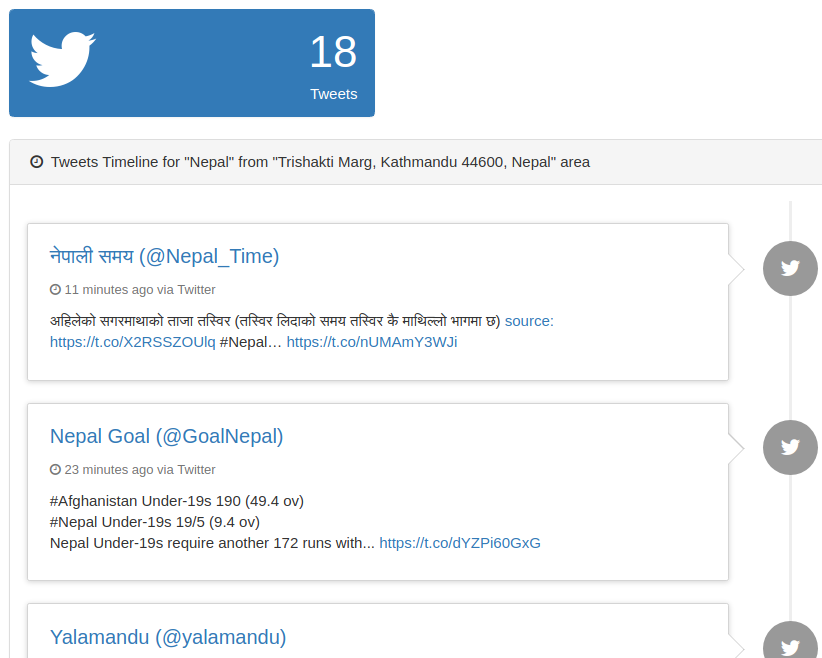 18
Tweets
Tweets Timeline for "Nepal" from "Trishakti Marg, Kathmandu 44600, Nepal" area
नेपाली समय (@Nepal_Time)
11 minutes ago via Twitter
अहिलेको सगरमाथाको ताजा तस्विर (तस्विर लिदाको समय तस्विर कै माथिल्लो भागमा छ) source:
https://t.co/X2RSSZOUlq #Nepal… https://t.co/nUMAmY3WJi
Nepal Goal (@GoalNepal)
23 minutes ago via Twitter
#Afghanistan Under-19s 190 (49.4 ov)
#Nepal Under-19s 19/5 (9.4 ov)
Nepal Under-19s require another 172 runs with... https://t.co/dYZPi60GxG
Yalamandu (@yalamandu)